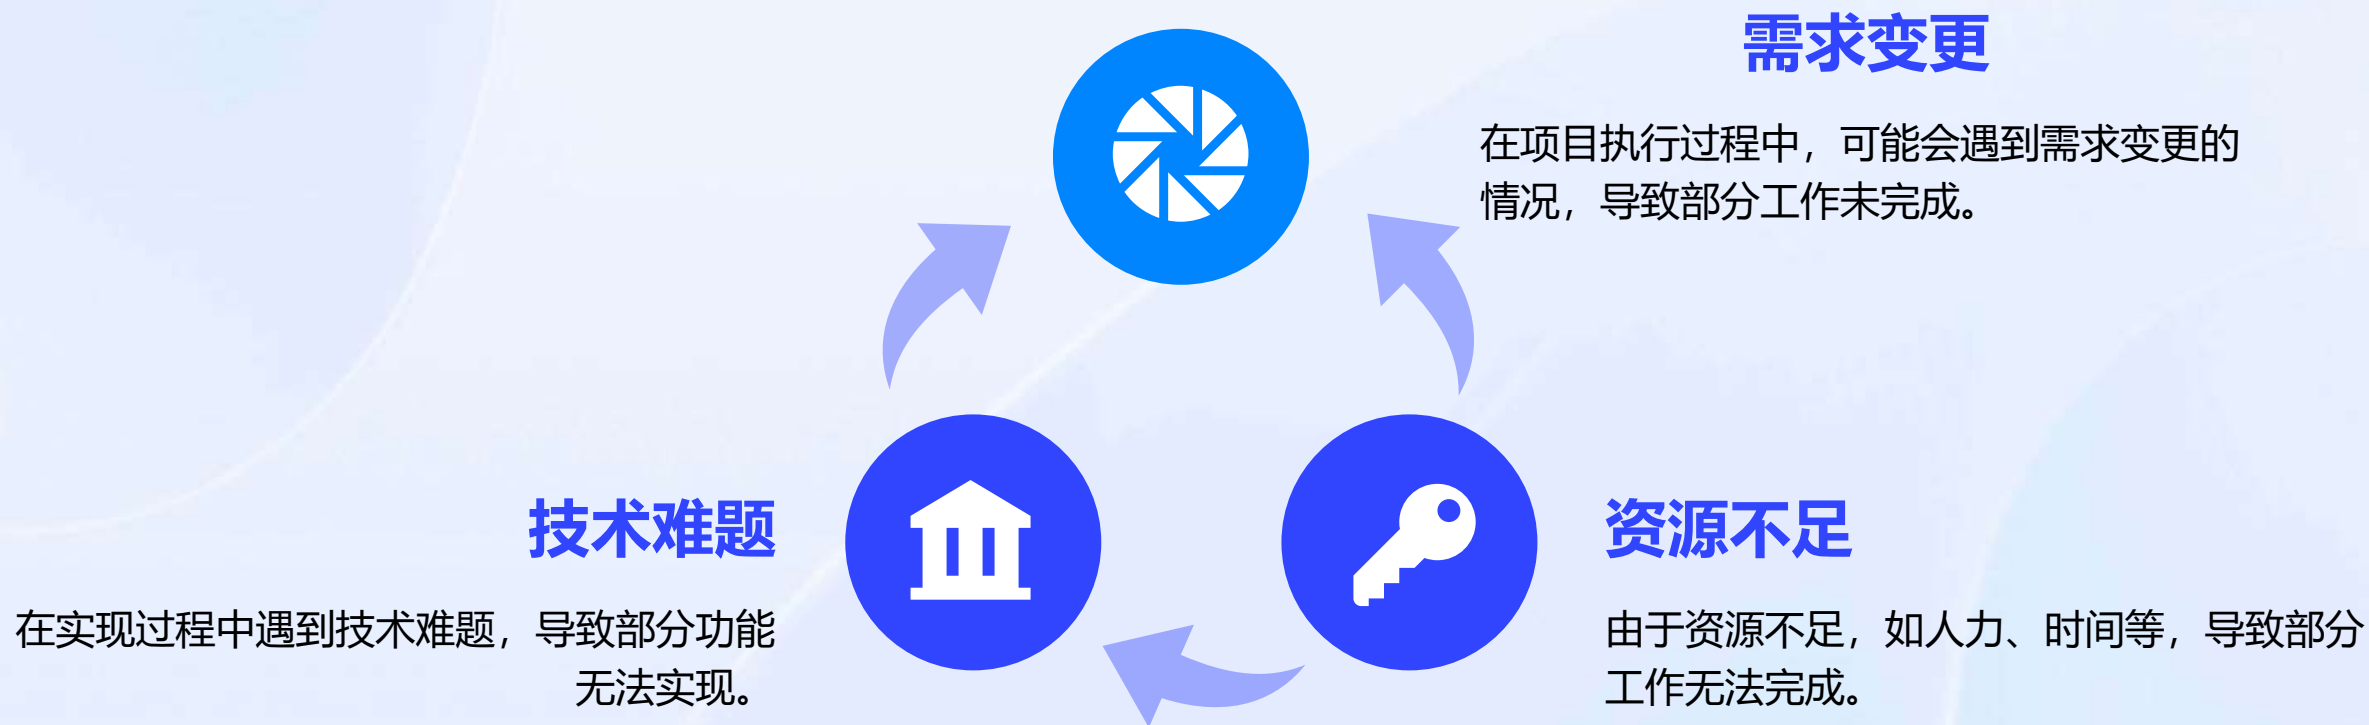 需求变更
在项目执行过程中，可能会遇到需求变更的
情况，导致部分工作未完成。
技术难题
在实现过程中遇到技术难题，导致部分功能
无法实现。
资源不足
由于资源不足，如人力、时间等，导致部分
工作无法完成。